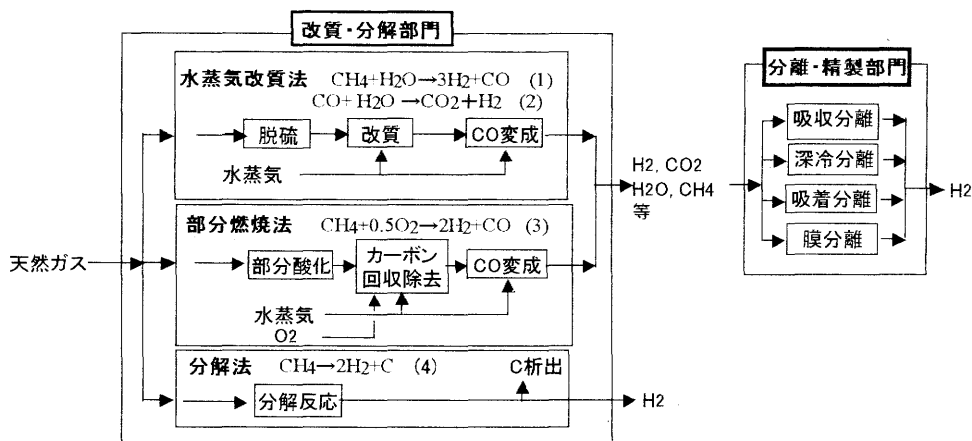 改質・分解部門
水蒸気改質法 CH4+H2O→3H2+CO (1)
CO+H2O→CO2+H2 (2)
脱硫
改質
CO変成
水蒸気
部分燃焼法 CH4+0.5O2→2H2+CO (3)
部分酸化
カーボン
回収除去
CO変成
水蒸気
O2
分解法 CH4→2H2+C (4)
C析出
分解反応
H2
天然ガス
H2, CO2
H2O, CH4
等
分離・精製部門
吸収分離
深冷分離
吸着分離
膜分離
H2